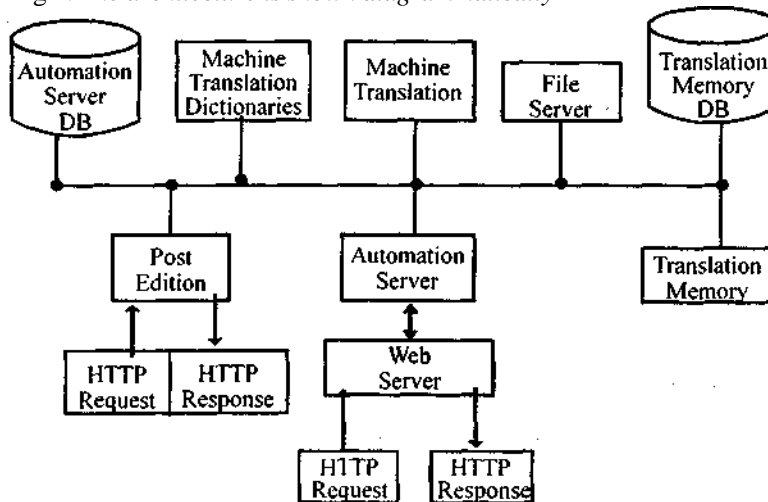 Automation
Server
DB
Machine
Translation
Dictionaries
Machine
Translation
File
Server
Translation
Memory
DB
Post
Edition
Automation
Server
Translation
Memory
HTTP
Request
HTTP
Response
Web
Server
HTTP
Request
HTTP
Response